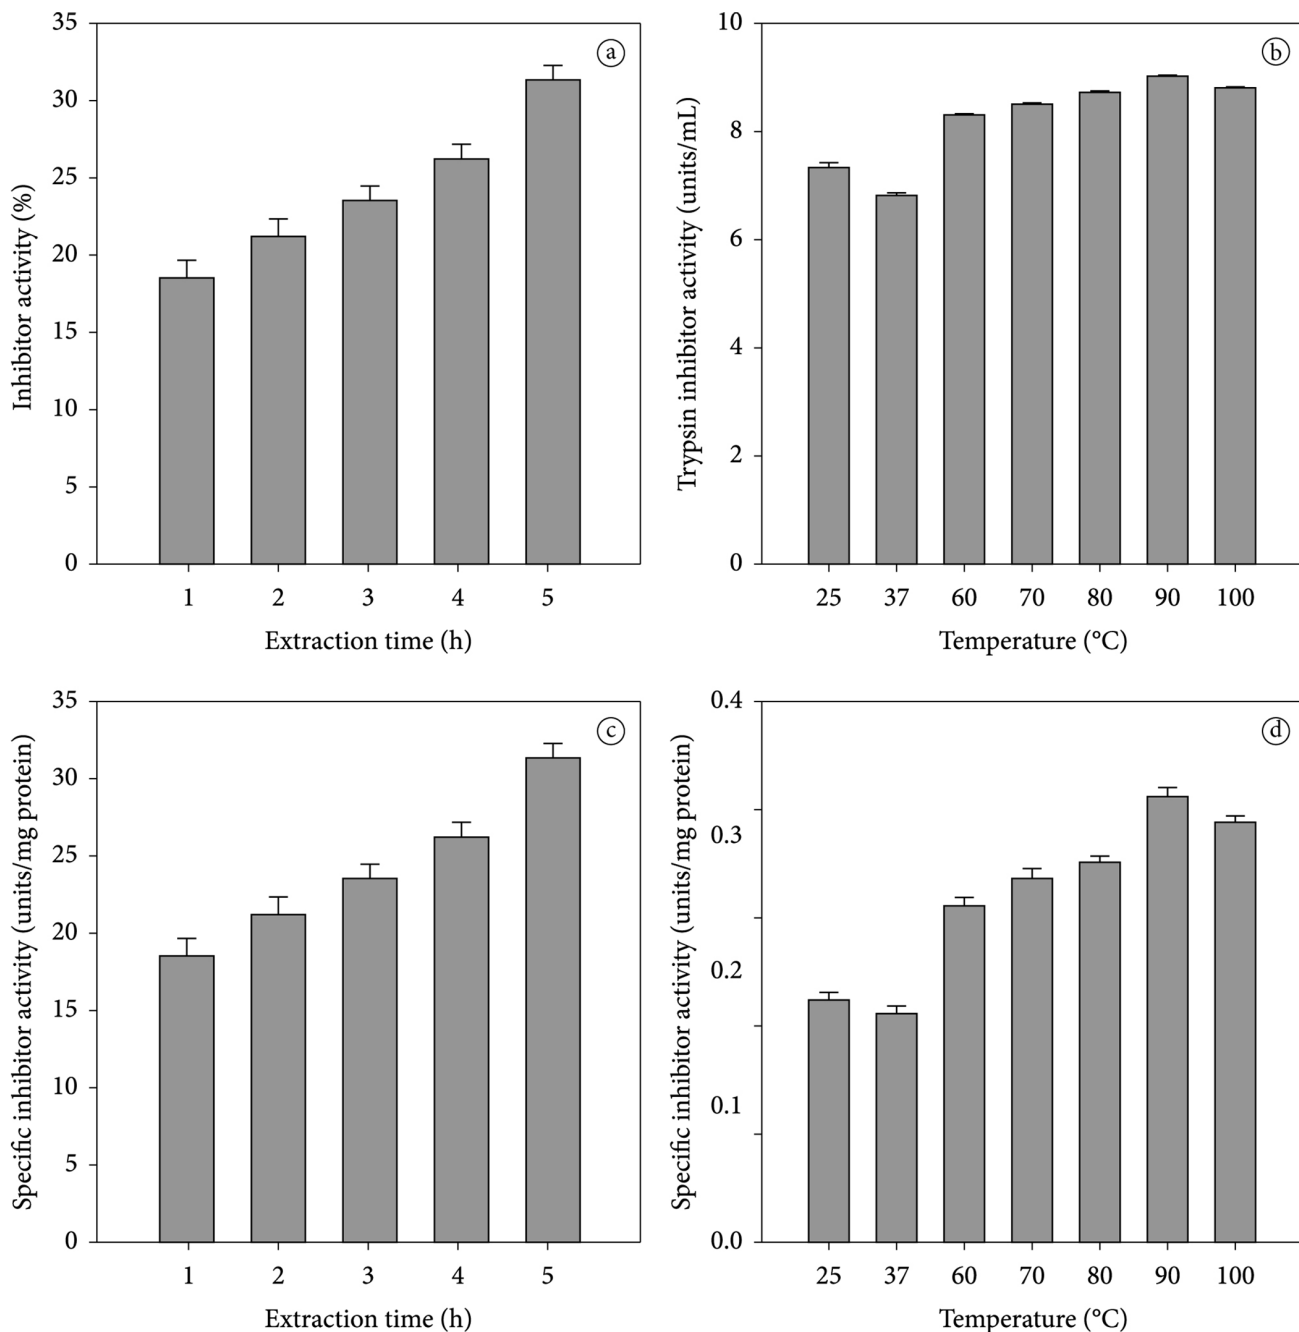 a
Inhibitor activity (%)
35
30
25
20
15
10
5
0
1 2 3 4 5
Extraction time (h)
b
Trypsin inhibitor activity (units/mL)
10
8
6
4
2
0
25 37 60 70 80 90 100
Temperature (°C)
c
Specific inhibitor activity (units/mg protein)
35
30
25
20
15
10
5
0
1 2 3 4 5
Extraction time (h)
d
Specific inhibitor activity (units/mg protein)
0.4
0.3
0.2
0.1
0.0
25 37 60 70 80 90 100
Temperature (°C)